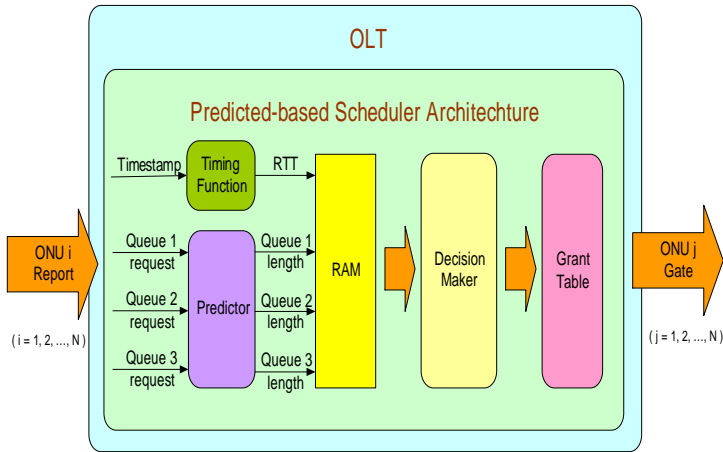 OLT
Predicted-based Scheduler Architechture
Timestamp
Timing
Function
RTT
ONU i
Report
( i = 1, 2, ..., N )
Queue 1
request
Queue 2
request
Queue 3
request
Predictor
Queue 1
length
Queue 2
length
Queue 3
length
RAM
Decision
Maker
Grant
Table
ONU j
Gate
( j = 1, 2, ..., N )